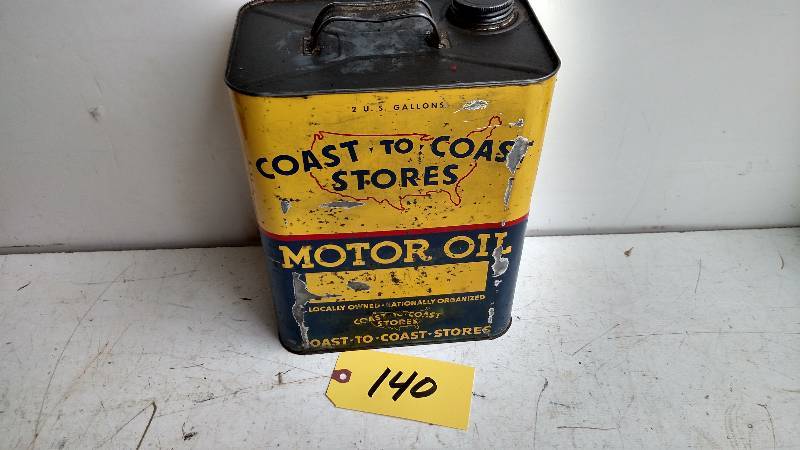 2 U.S. GALLONS
COAST TO COAST
STORES
MOTOR OIL
LOCALLY OWNED · NATIONALLY ORGANIZED
COAST TO COAST
STORES
OAST · TO · COAST · STORES
140